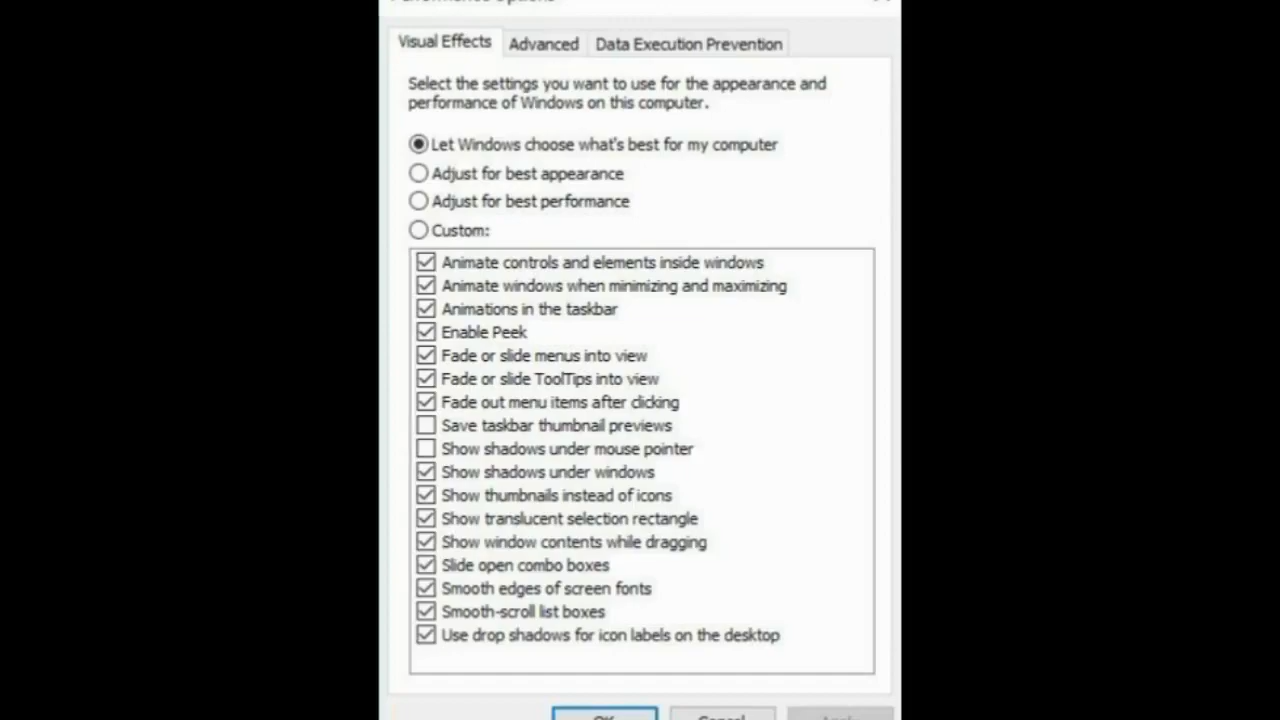 Visual Effects
Advanced
Data Execution Prevention
Select the settings you want to use for the appearance and
performance of Windows on this computer.
Let Windows choose what's best for my computer
Adjust for best appearance
Adjust for best performance
Custom:
Animate controls and elements inside windows
Animate windows when minimizing and maximizing
Animations in the taskbar
Enable Peek
Fade or slide menus into view
Fade or slide ToolTips into view
Fade out menu items after clicking
Save taskbar thumbnail previews
Show shadows under mouse pointer
Show shadows under windows
Show thumbnails instead of icons
Show translucent selection rectangle
Show window contents while dragging
Slide open combo boxes
Smooth edges of screen fonts
Smooth-scroll list boxes
Use drop shadows for icon labels on the desktop